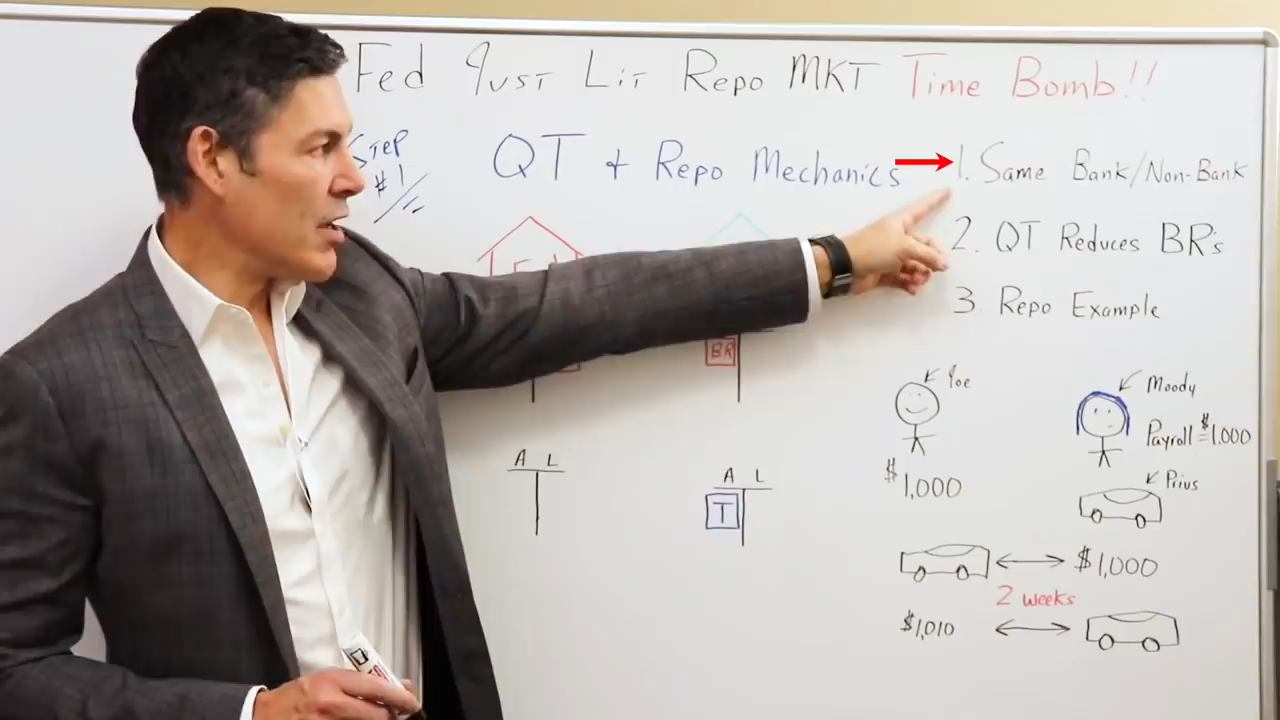 Fed Just Lit Repo MKT Time Bomb!!
STEP #1
QT + Repo Mechanics
1. Same Bank/Non-Bank
2. QT Reduces BR's
3. Repo Example
BR
A L
A L
T
Joe
$1,000
Moody
Payroll = $1,000
Prius
$1,000
2 weeks
$1,010